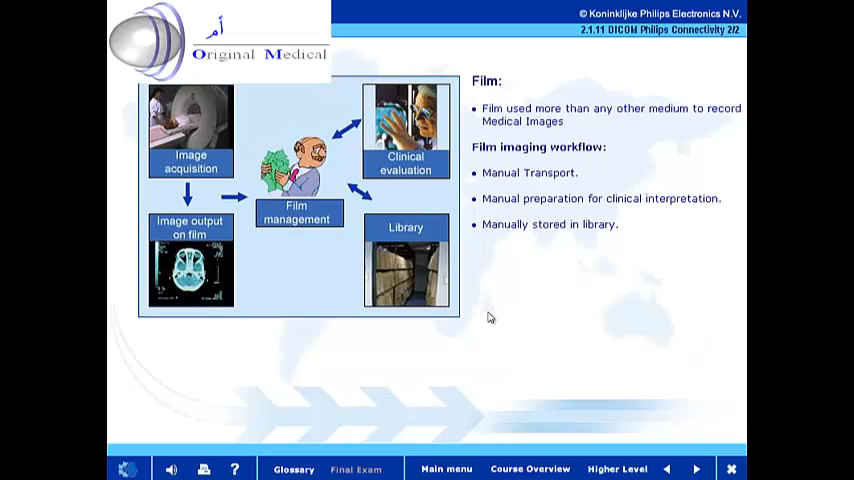 © Koninklijke Philips Electronics N.V.
2.1.11 DICOM Philips Connectivity 2/2
أم
Original Medical
Film:
• Film used more than any other medium to record
Medical Images
Film imaging workflow:
• Manual Transport.
• Manual preparation for clinical interpretation.
• Manually stored in library.
Image
acquisition
Clinical
evaluation
Film
management
Image output
on film
Library
?
Glossary
Final Exam
Main menu
Course Overview
Higher Level